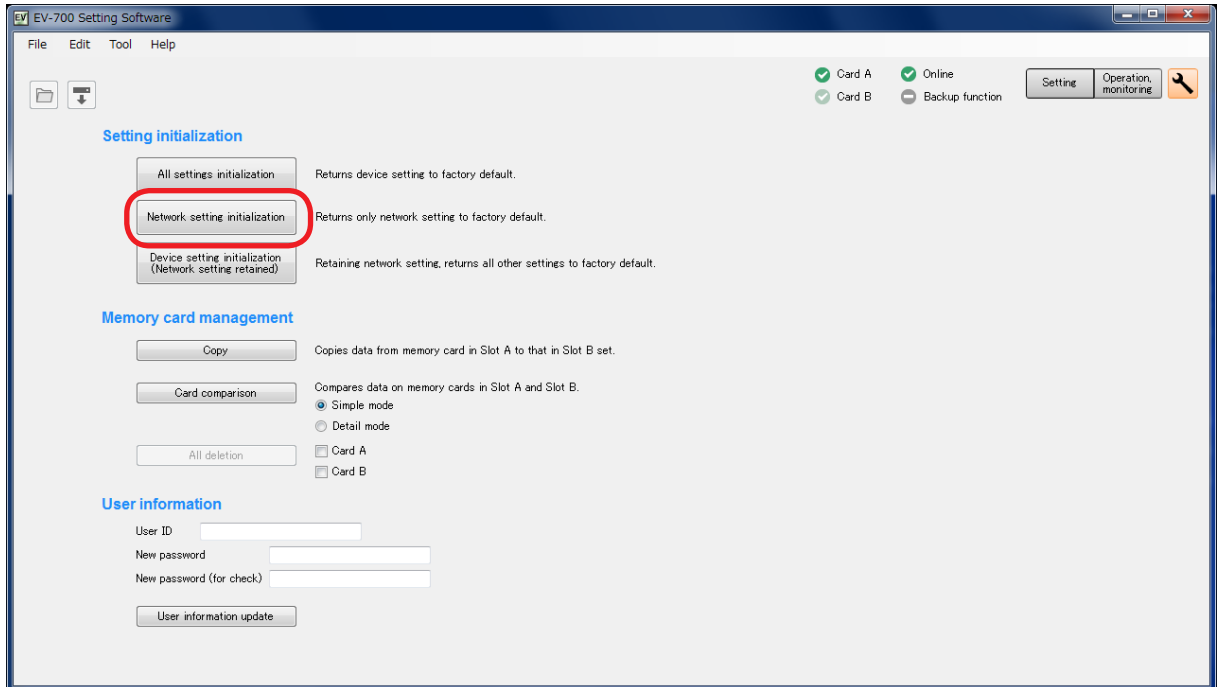 EV EV-700 Setting Software
File Edit Tool Help
Card A Online
Card B Backup function
Setting Operation, monitoring
Setting initialization
All settings initialization Returns device setting to factory default.
Network setting initialization Returns only network setting to factory default.
Device setting initialization
(Network setting retained) Retaining network setting, returns all other settings to factory default.
Memory card management
Copy Copies data from memory card in Slot A to that in Slot B set.
Card comparison Compares data on memory cards in Slot A and Slot B.
Simple mode
Detail mode
All deletion Card A
Card B
User information
User ID
New password
New password (for check)
User information update